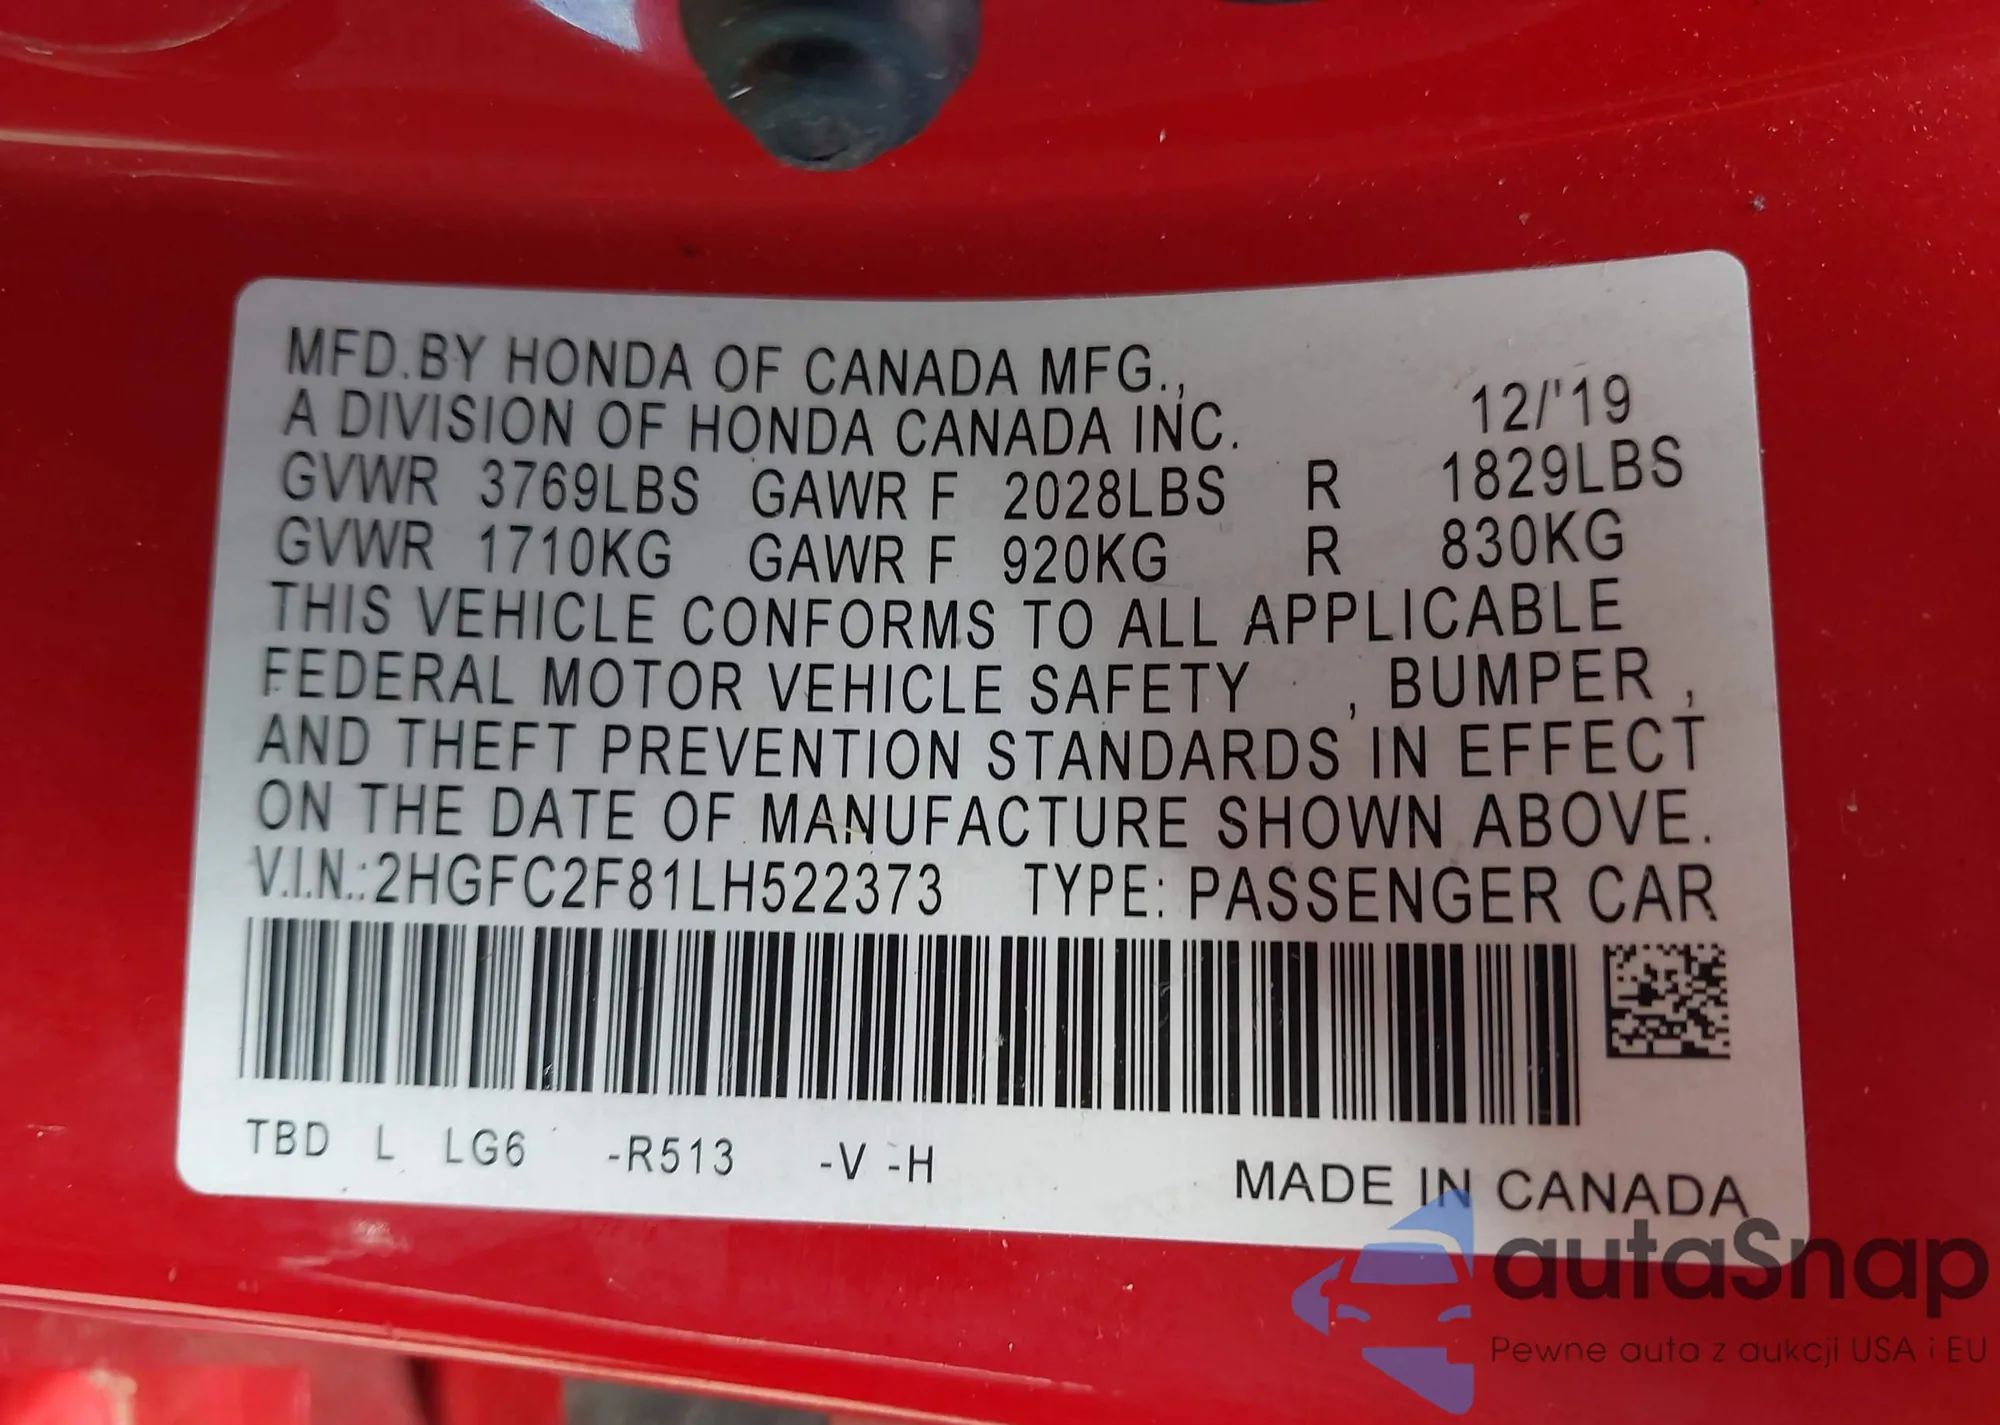 MFD.BY HONDA OF CANADA MFG.,
A DIVISION OF HONDA CANADA INC. 12/'19
GVWR 3769LBS GAWR F 2028LBS R 1829LBS
GVWR 1710KG GAWR F 920KG R 830KG
THIS VEHICLE CONFORMS TO ALL APPLICABLE
FEDERAL MOTOR VEHICLE SAFETY , BUMPER ,
AND THEFT PREVENTION STANDARDS IN EFFECT
ON THE DATE OF MANUFACTURE SHOWN ABOVE.
V.I.N.:2HGFC2F81LH522373 TYPE: PASSENGER CAR
TBD L LG6 -R513 -V -H
MADE IN CANADA
autaSnap
Pewne auta z aukcji USA i EU